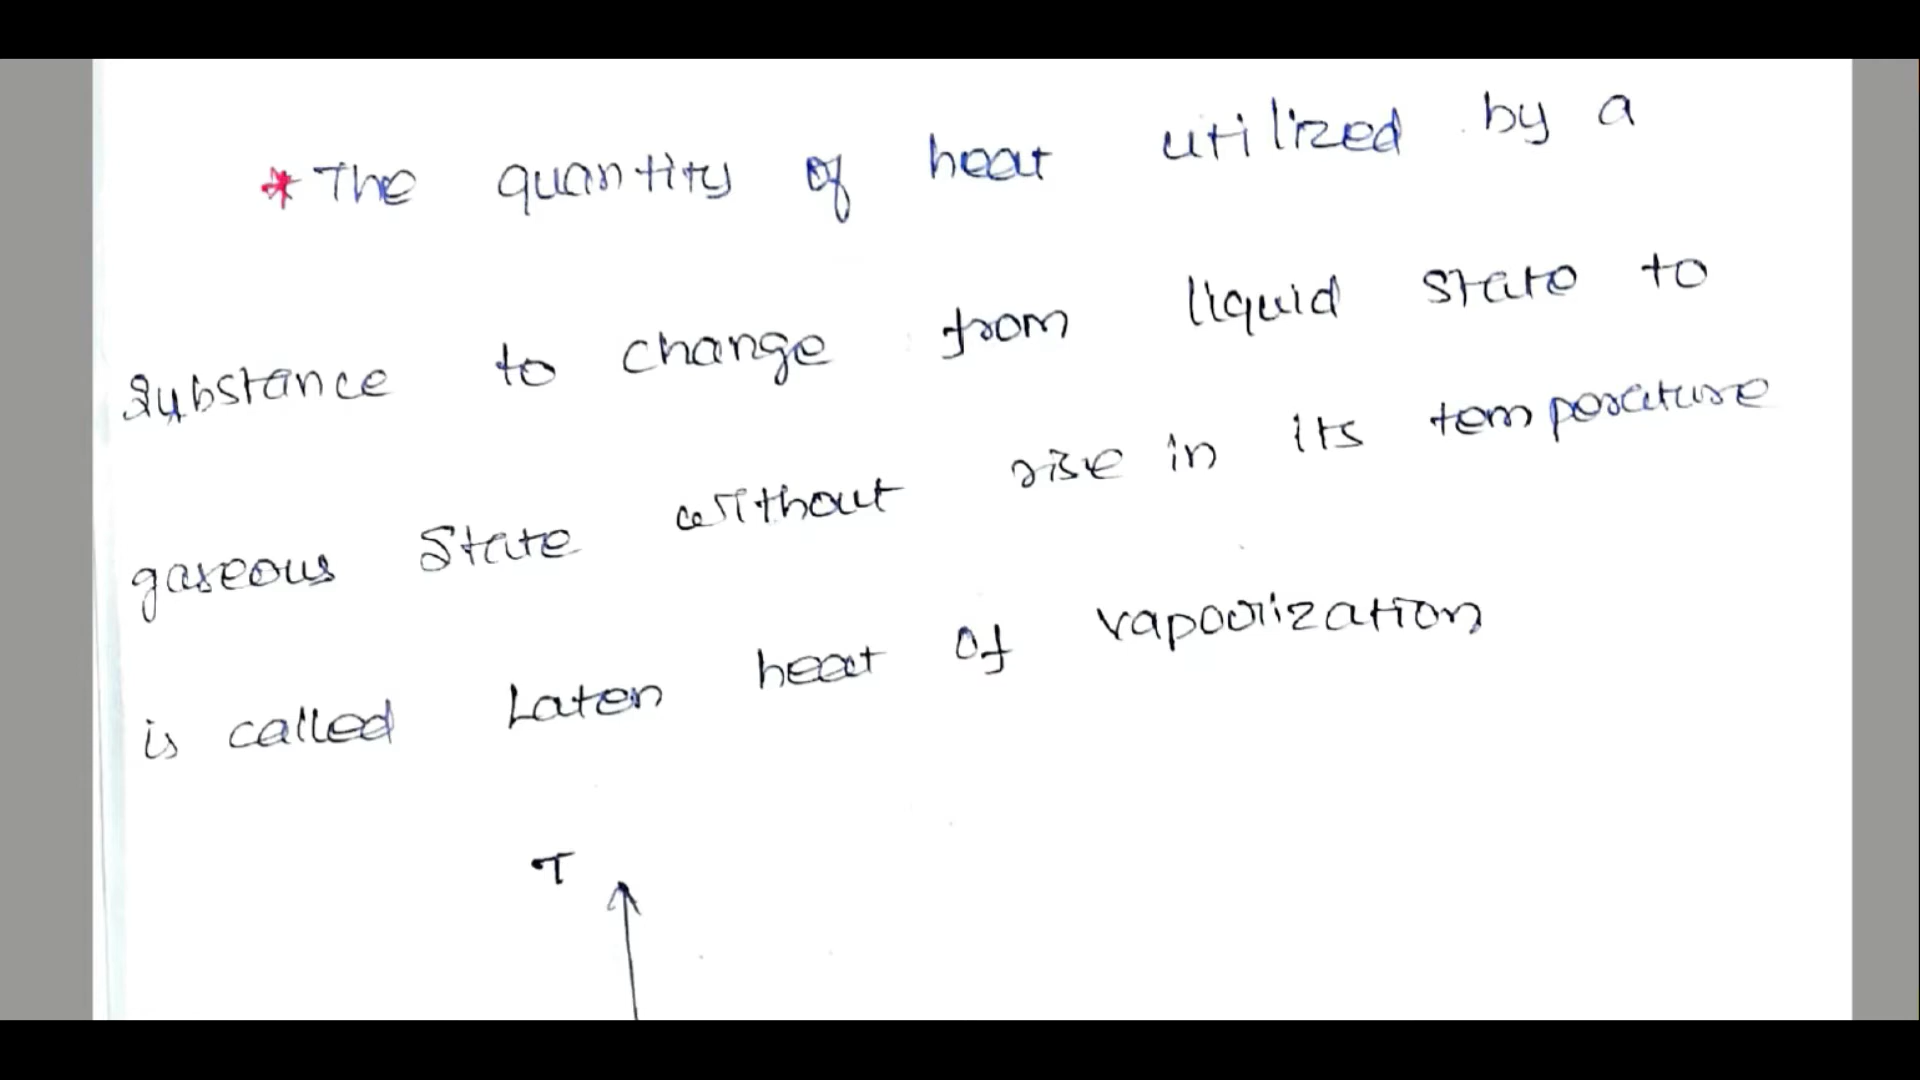 * The quantity of heat utilized by a
substance to change from liquid state to
gaseous state without rise in its temperature
is called Laten heat of vapoorization
T